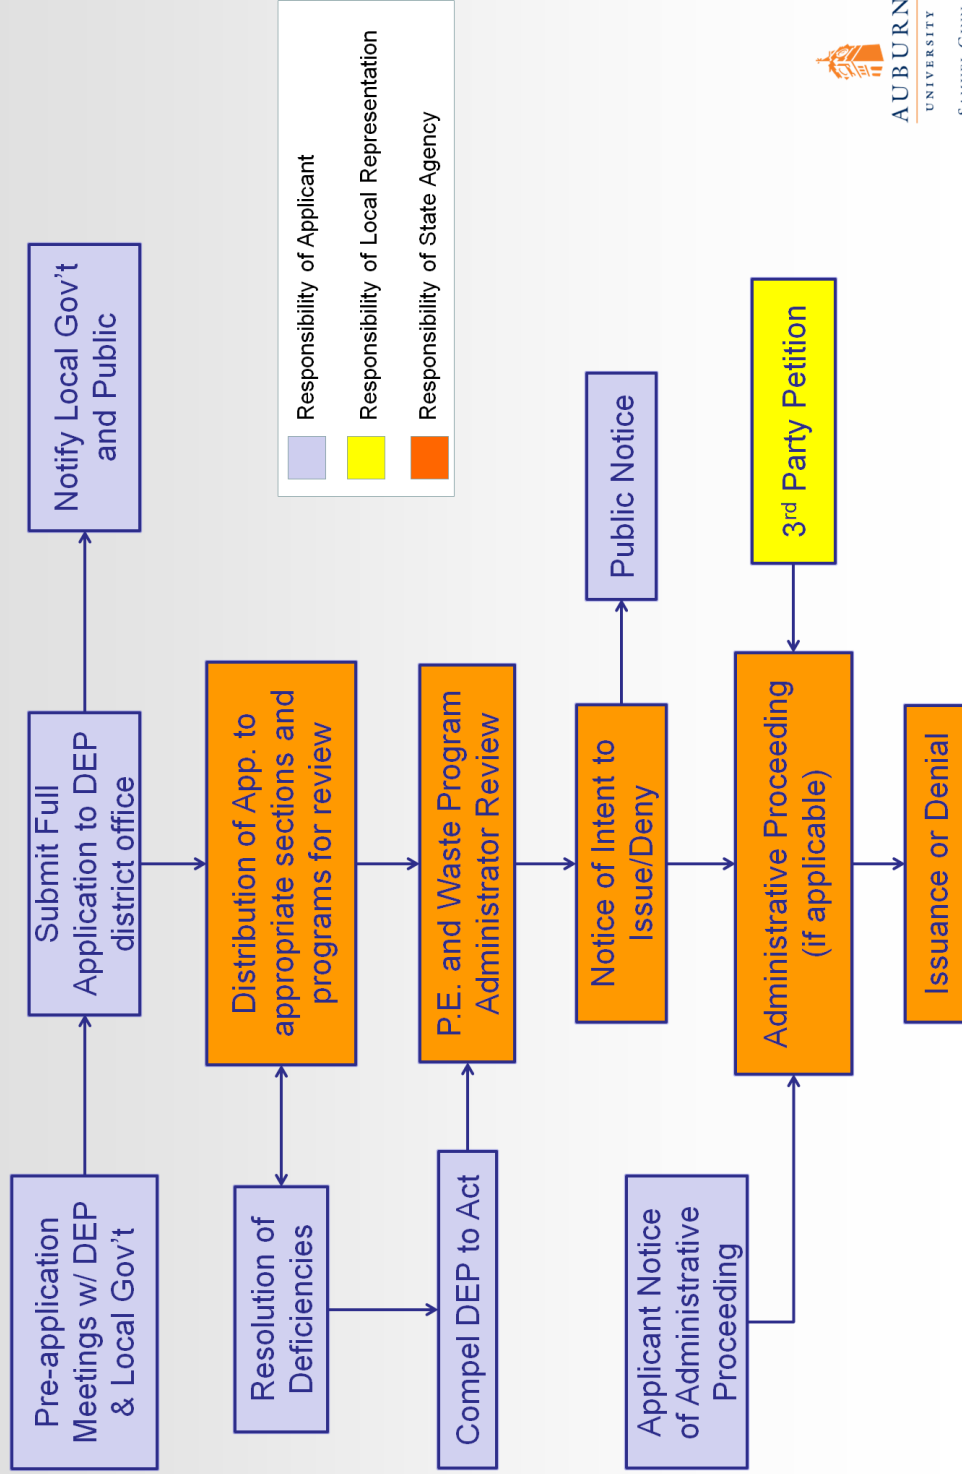 Pre-application
Meetings w/ DEP
& Local Gov't
Submit Full
Application to DEP
district office
Notify Local Gov't
and Public
Resolution of
Deficiencies
Distribution of App. to
appropriate sections and
programs for review
Responsibility of Applicant
Responsibility of Local Representation
Responsibility of State Agency
Compel DEP to Act
P.E. and Waste Program
Administrator Review
Notice of Intent to
Issue/Deny
Public Notice
Applicant Notice
of Administrative
Proceeding
Administrative Proceeding
(if applicable)
3rd Party Petition
Issuance or Denial
AUBURN
UNIVERSITY